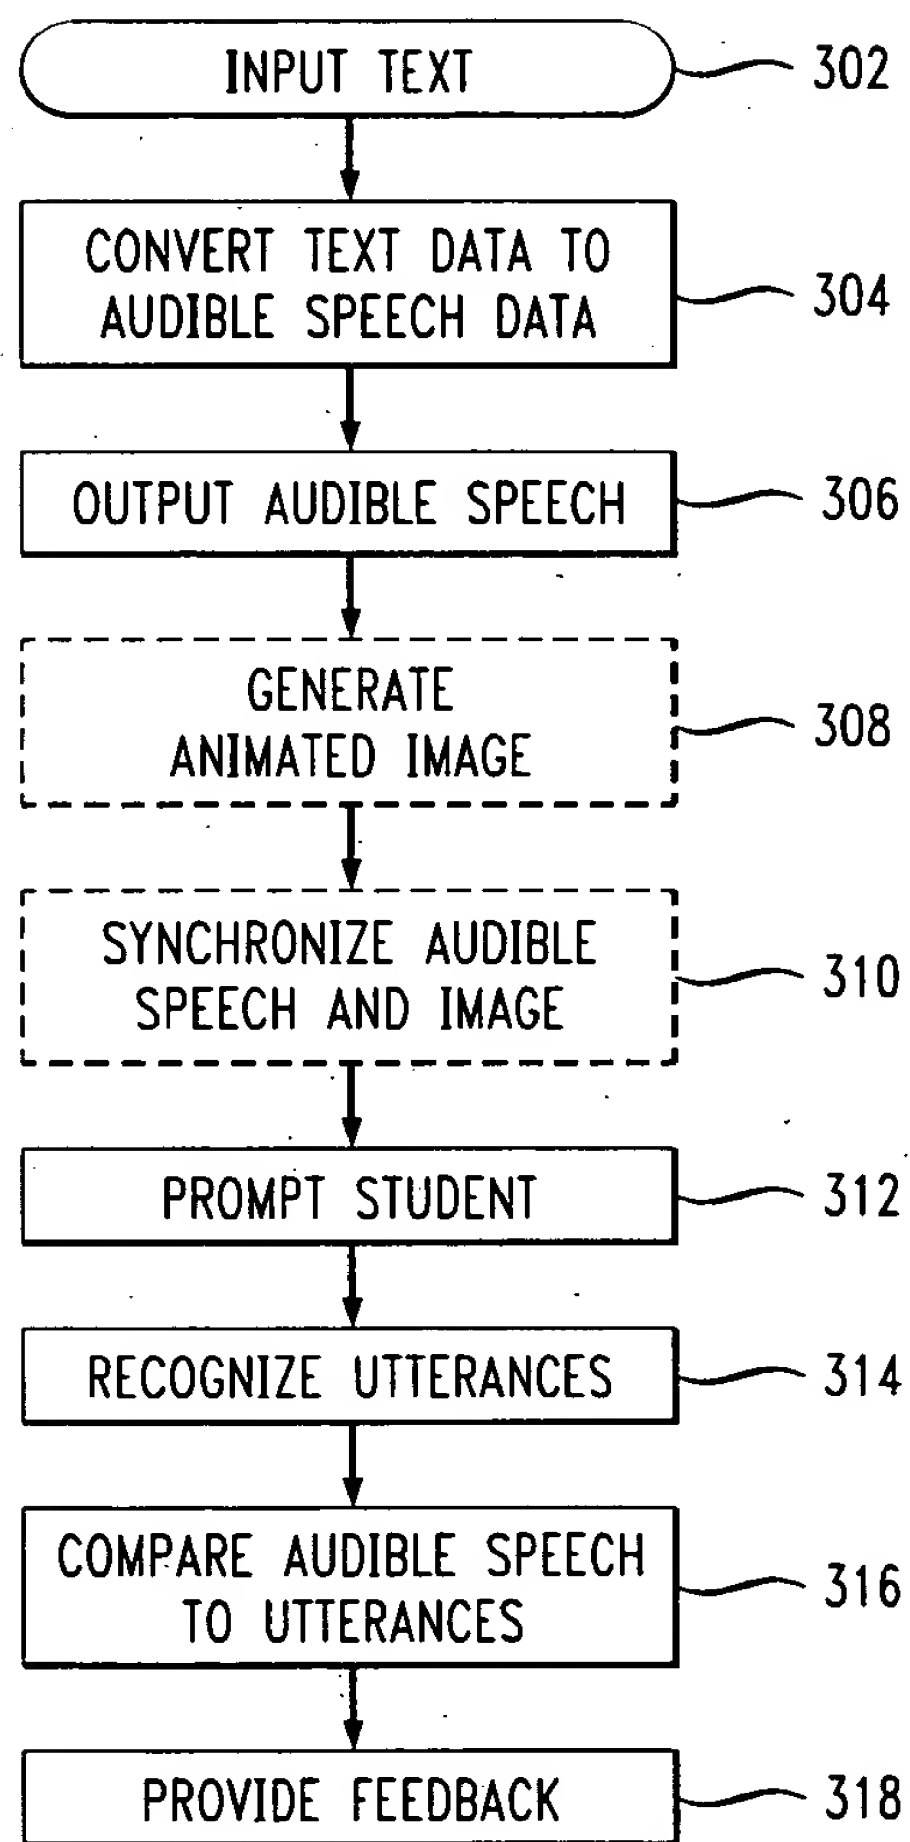 INPUT TEXT
302
CONVERT TEXT DATA TO
AUDIBLE SPEECH DATA
304
OUTPUT AUDIBLE SPEECH
306
GENERATE
ANIMATED IMAGE
308
SYNCHRONIZE AUDIBLE
SPEECH AND IMAGE
310
PROMPT STUDENT
312
RECOGNIZE UTTERANCES
314
COMPARE AUDIBLE SPEECH
TO UTTERANCES
316
PROVIDE FEEDBACK
318